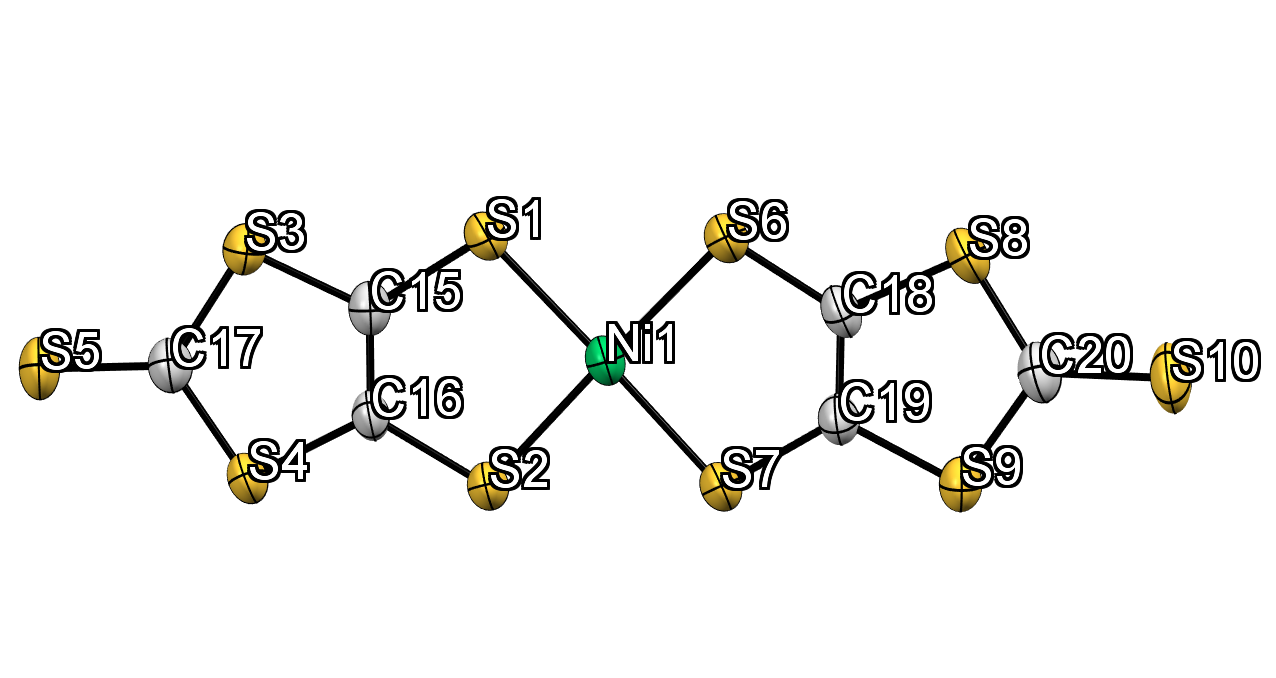 S3 S1 S6 S8
C15 C18
S5 C17 Ni1 C20 S10
C16 C19
S4 S2 S7 S9